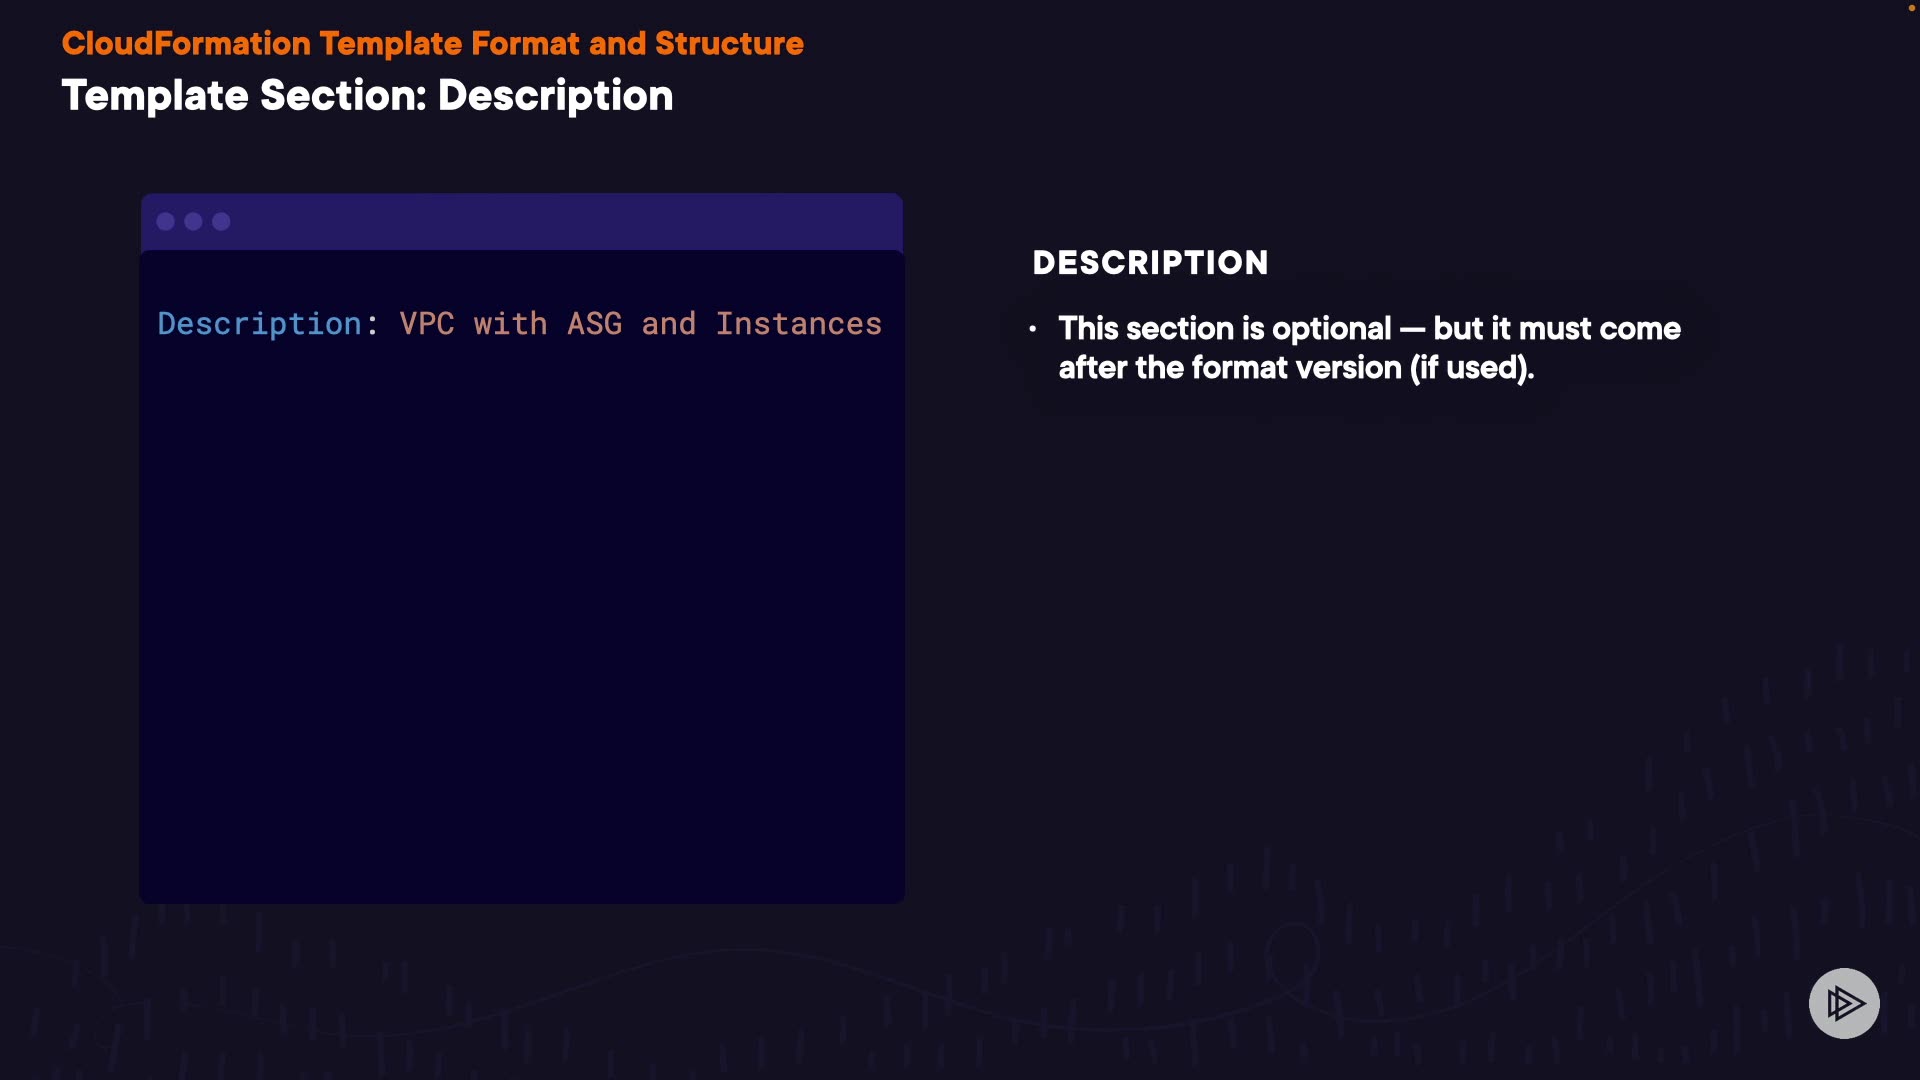 CloudFormation Template Format and Structure
Template Section: Description
Description: VPC with ASG and Instances
DESCRIPTION
• This section is optional — but it must come
after the format version (if used).